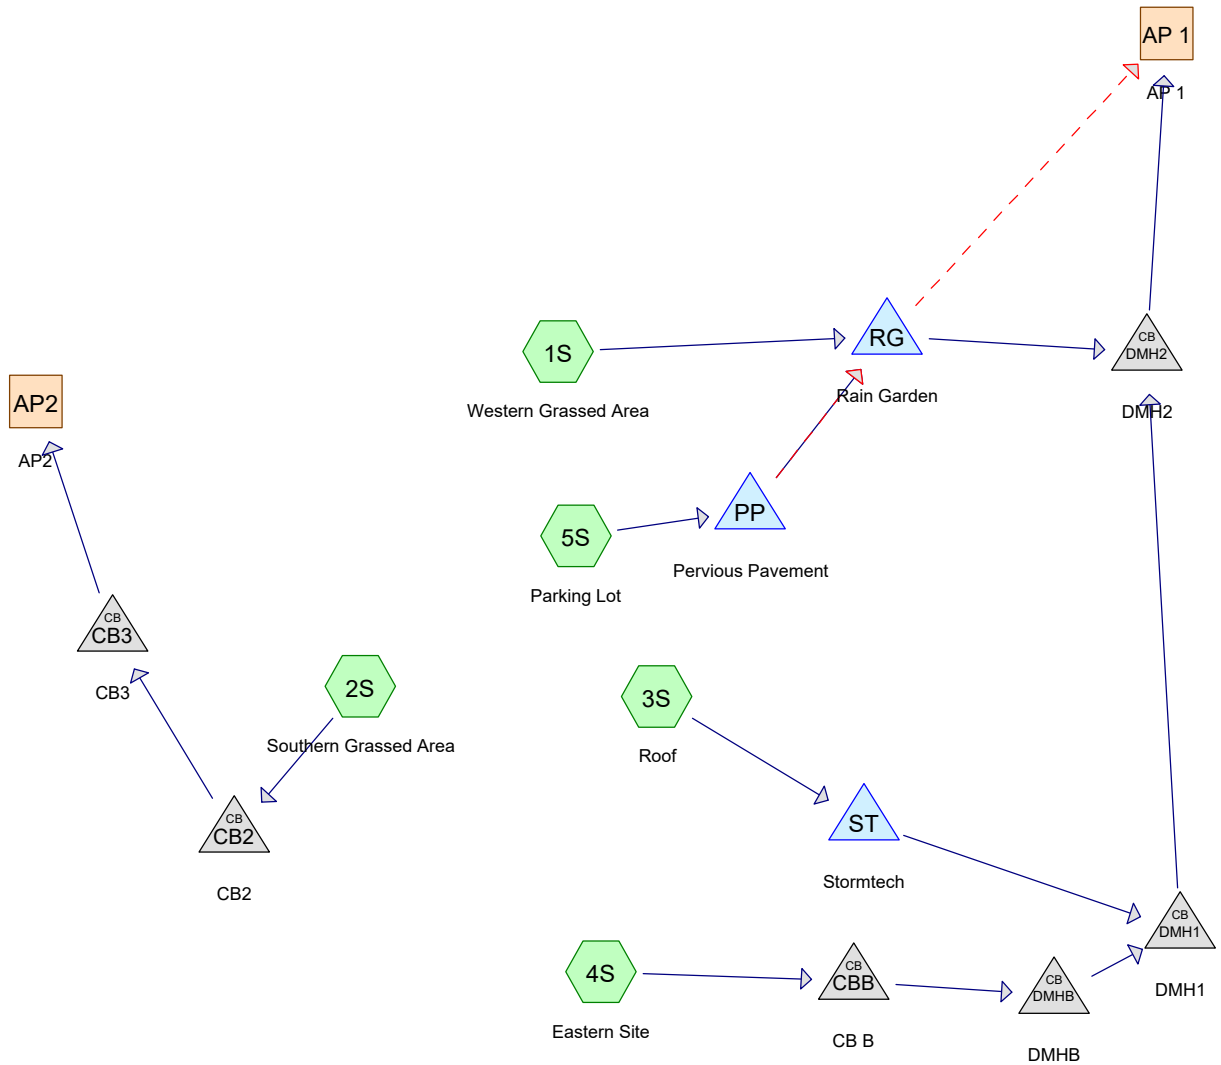 AP 1
AP 1
RG
Rain Garden
CB
DMH2
DMH2
1S
Western Grassed Area
AP2
AP2
PP
Pervious Pavement
5S
Parking Lot
CB
CB3
CB3
2S
Southern Grassed Area
3S
Roof
CB
CB2
CB2
ST
Stormtech
CB
DMH1
DMH1
4S
Eastern Site
CB
CBB
CB B
CB
DMHB
DMHB